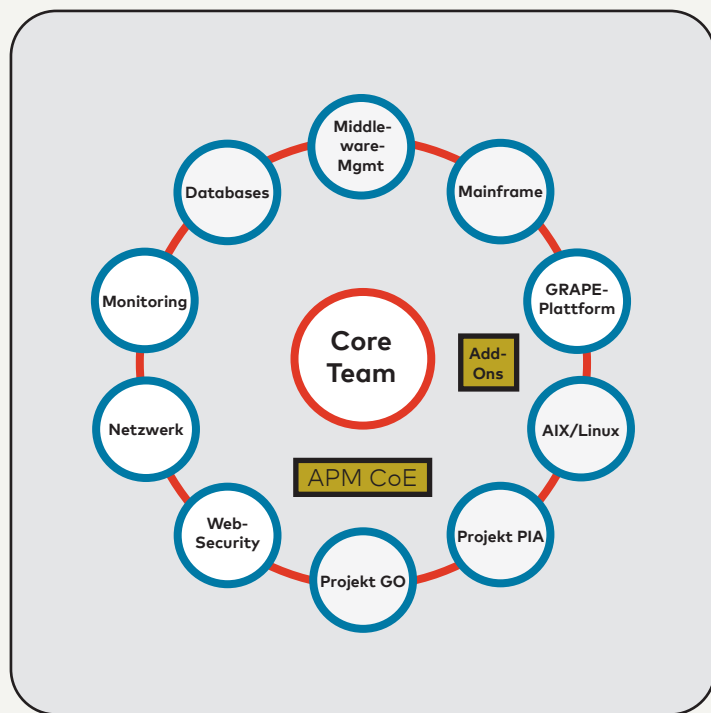 Middle-
ware-
Mgmt
Databases
Mainframe
Monitoring
GRAPE-
Plattform
Core
Team
Add-
Ons
Netzwerk
AIX/Linux
APM CoE
Web-
Security
Projekt PIA
Projekt GO